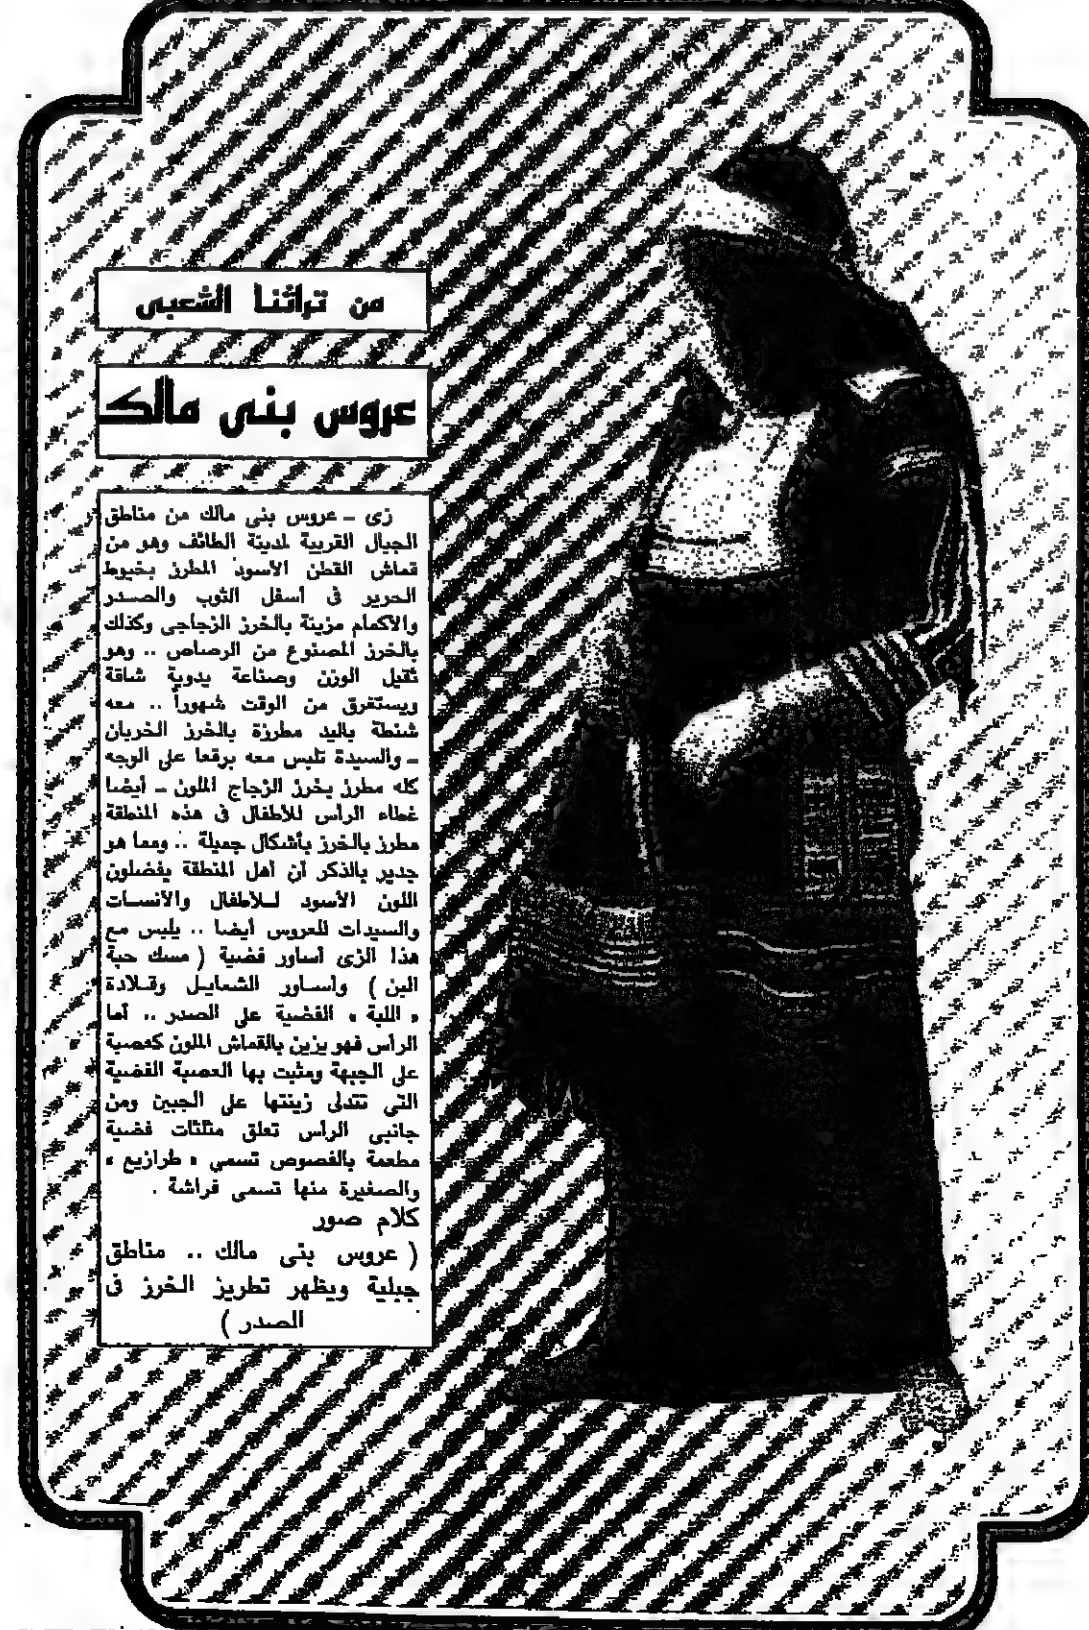 من تراثنا الشعبى
عروس بنى مالك
زى ـ عروس بنى مالك من مناطق
الجبال القريبة لمدينة الطائف وهو من
قماش القطن الأسود المطرز بخيوط
الحرير فى أسفل الثوب والصدر
والأكمام مزينة بالخرز الزجاجى وكذلك
بالخرز المصنوع من الرصاص .. وهو
ثقيل الوزن وصناعة يدوية شاقة
ويستغرق من الوقت شهوراً .. معه
شنطة باليد مطرزة بالخرز الخربان
ـ والسيدة تلبس معه برقعا على الوجه
كله مطرز بخرز الزجاج الملون ـ أيضا
غطاء الرأس للأطفال فى هذه المنطقة
مطرز بالخرز بأشكال جميلة .. ومما هو
جدير بالذكر أن أهل المنطقة يفضلون
اللون الأسود للأطفال والآنسات
والسيدات للعروس أيضا .. يلبس مع
هذا الزى أساور فضية ( مسك حبة
البن ) وأساور الشعايل وقلادة
« اللبة » الفضية على الصدر .. أما
الرأس فهو يزين بالقماش الملون كعصبة
على الجبهة ومثبت بها العصبة الفضية
التى تتدلى زينتها على الجبين ومن
جانبى الرأس تعلق مثلثات فضية
مطعمة بالفصوص تسمى « طرازيع »
والصغيرة منها تسمى فراشة .
كلام صور
( عروس بنى مالك .. مناطق
جبلية ويظهر تطريز الخرز فى
الصدر )